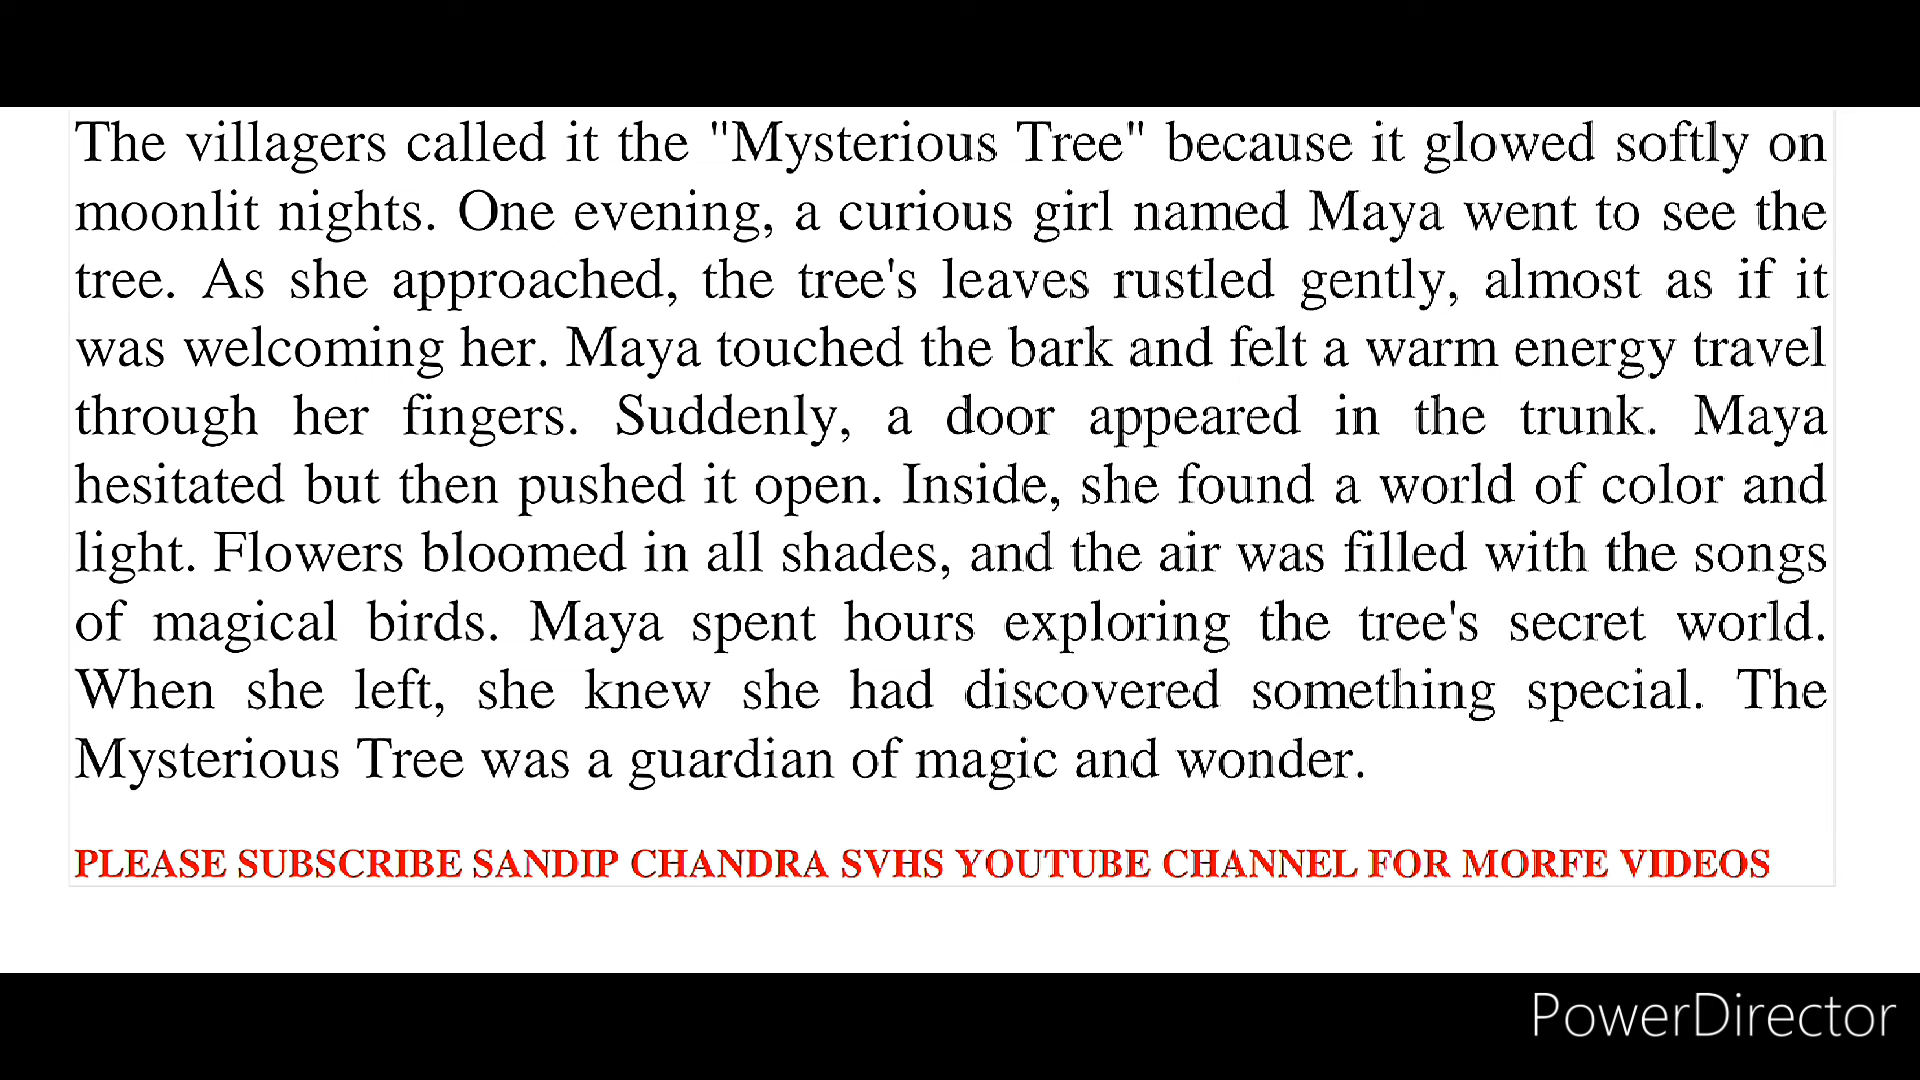 The villagers called it the "Mysterious Tree" because it glowed softly on
moonlit nights. One evening, a curious girl named Maya went to see the
tree. As she approached, the tree's leaves rustled gently, almost as if it
was welcoming her. Maya touched the bark and felt a warm energy travel
through her fingers. Suddenly, a door appeared in the trunk. Maya
hesitated but then pushed it open. Inside, she found a world of color and
light. Flowers bloomed in all shades, and the air was filled with the songs
of magical birds. Maya spent hours exploring the tree's secret world.
When she left, she knew she had discovered something special. The
Mysterious Tree was a guardian of magic and wonder.
PLEASE SUBSCRIBE SANDIP CHANDRA SVHS YOUTUBE CHANNEL FOR MORFE VIDEOS
PowerDirector